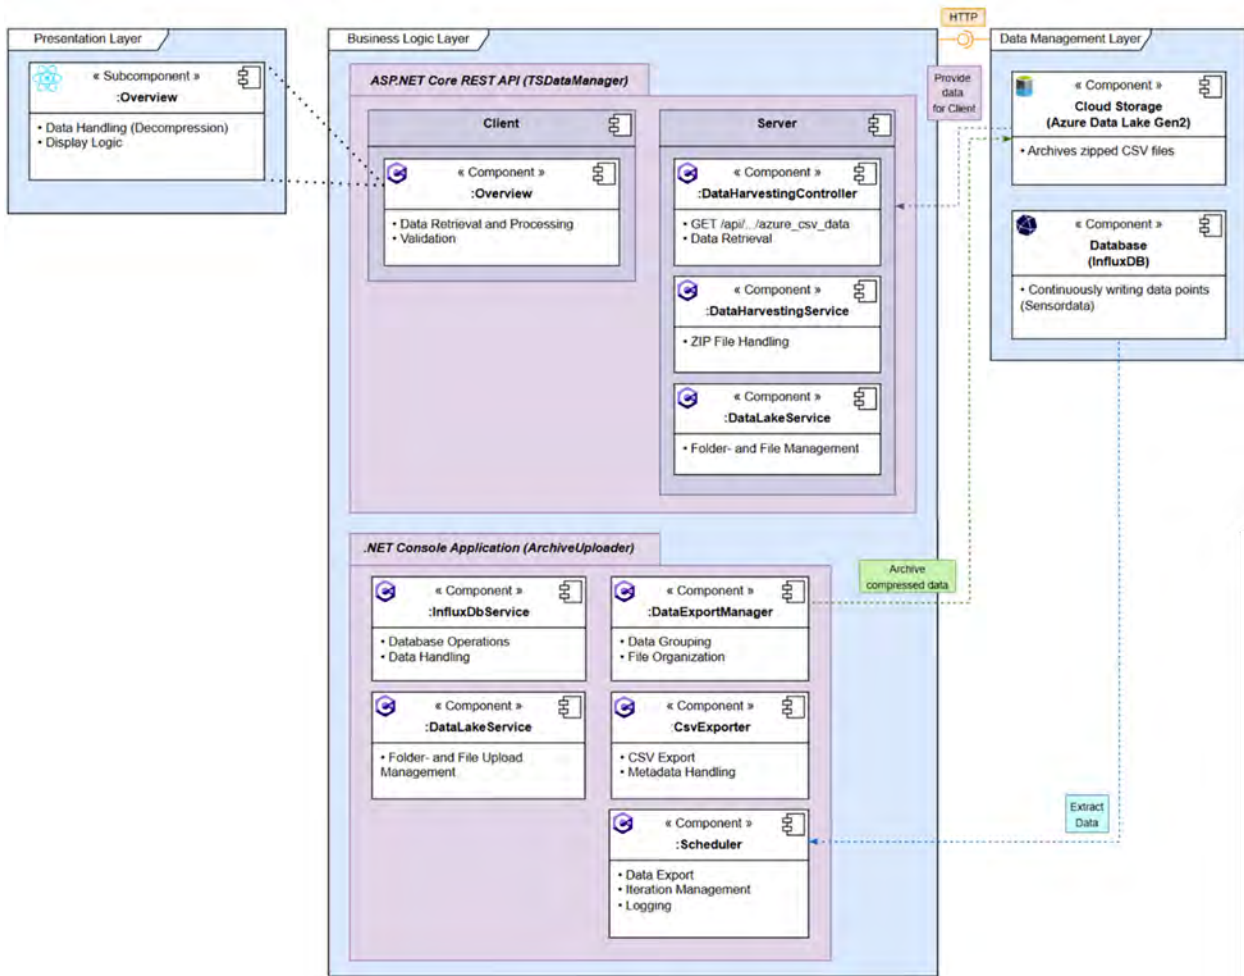 HTTP
Presentation Layer
« Subcomponent »
:Overview
• Data Handling (Decompression)
• Display Logic
Business Logic Layer
ASP.NET Core REST API (TSDataManager)
Client
« Component »
:Overview
• Data Retrieval and Processing
• Validation
Server
« Component »
:DataHarvestingController
• GET /api/.../azure_csv_data
• Data Retrieval
« Component »
:DataHarvestingService
• ZIP File Handling
« Component »
:DataLakeService
• Folder- and File Management
Provide
data
for Client
Data Management Layer
« Component »
Cloud Storage
(Azure Data Lake Gen2)
• Archives zipped CSV files
« Component »
Database
(InfluxDB)
• Continuously writing data points
(Sensordata)
.NET Console Application (ArchiveUploader)
« Component »
:InfluxDbService
• Database Operations
• Data Handling
« Component »
:DataExportManager
• Data Grouping
• File Organization
« Component »
:DataLakeService
• Folder- and File Upload
Management
« Component »
:CsvExporter
• CSV Export
• Metadata Handling
« Component »
:Scheduler
• Data Export
• Iteration Management
• Logging
Archive
compressed data
Extract
Data